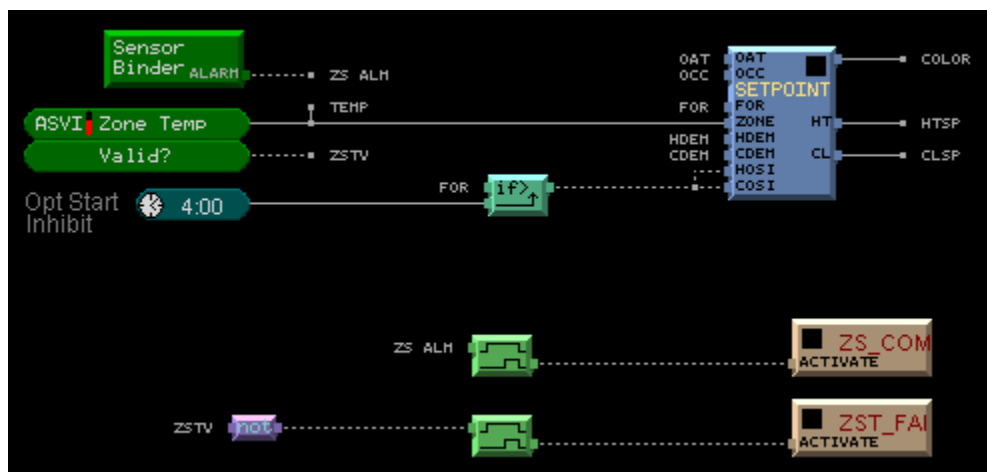 Sensor
Binder ALARM
ZS ALM
OAT
OCC
OAT
OCC
SETPOINT
COLOR
TEMP
FOR
FOR
ASVI Zone Temp
ZONE HT
HTSP
HDEM
HDEM
Valid?
ZSTV
CDEM
CDEM CL
CLSP
HOSI
COSI
FOR
if>
Opt Start
Inhibit
4:00
ZS ALM
ZS_COM
ACTIVATE
ZSTV
not
ZST_FAI
ACTIVATE